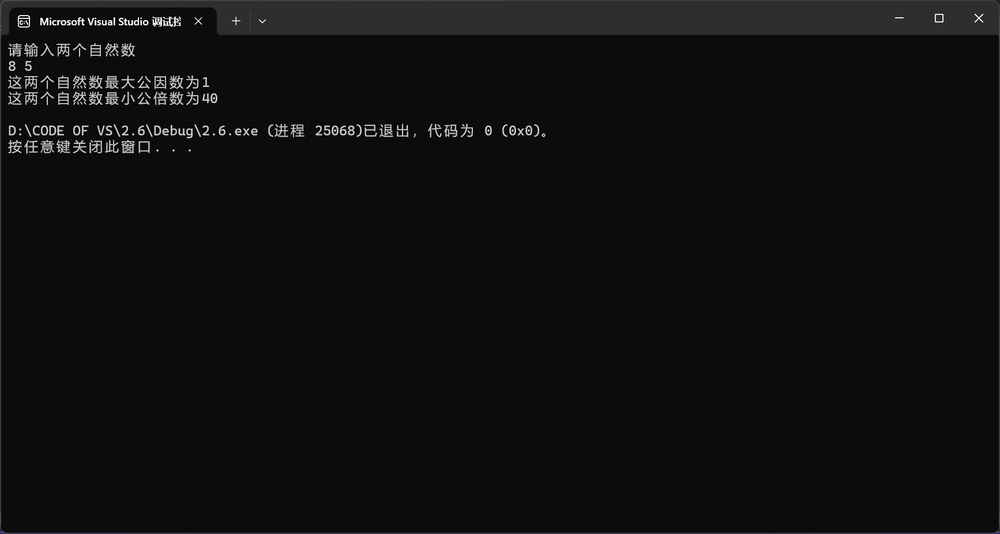 Microsoft Visual Studio 调试控
请输入两个自然数
8 5
这两个自然数最大公因数为1
这两个自然数最小公倍数为40
D:\CODE OF VS\2.6\Debug\2.6.exe (进程 25068)已退出，代码为 0 (0x0)。
按任意键关闭此窗口. . .